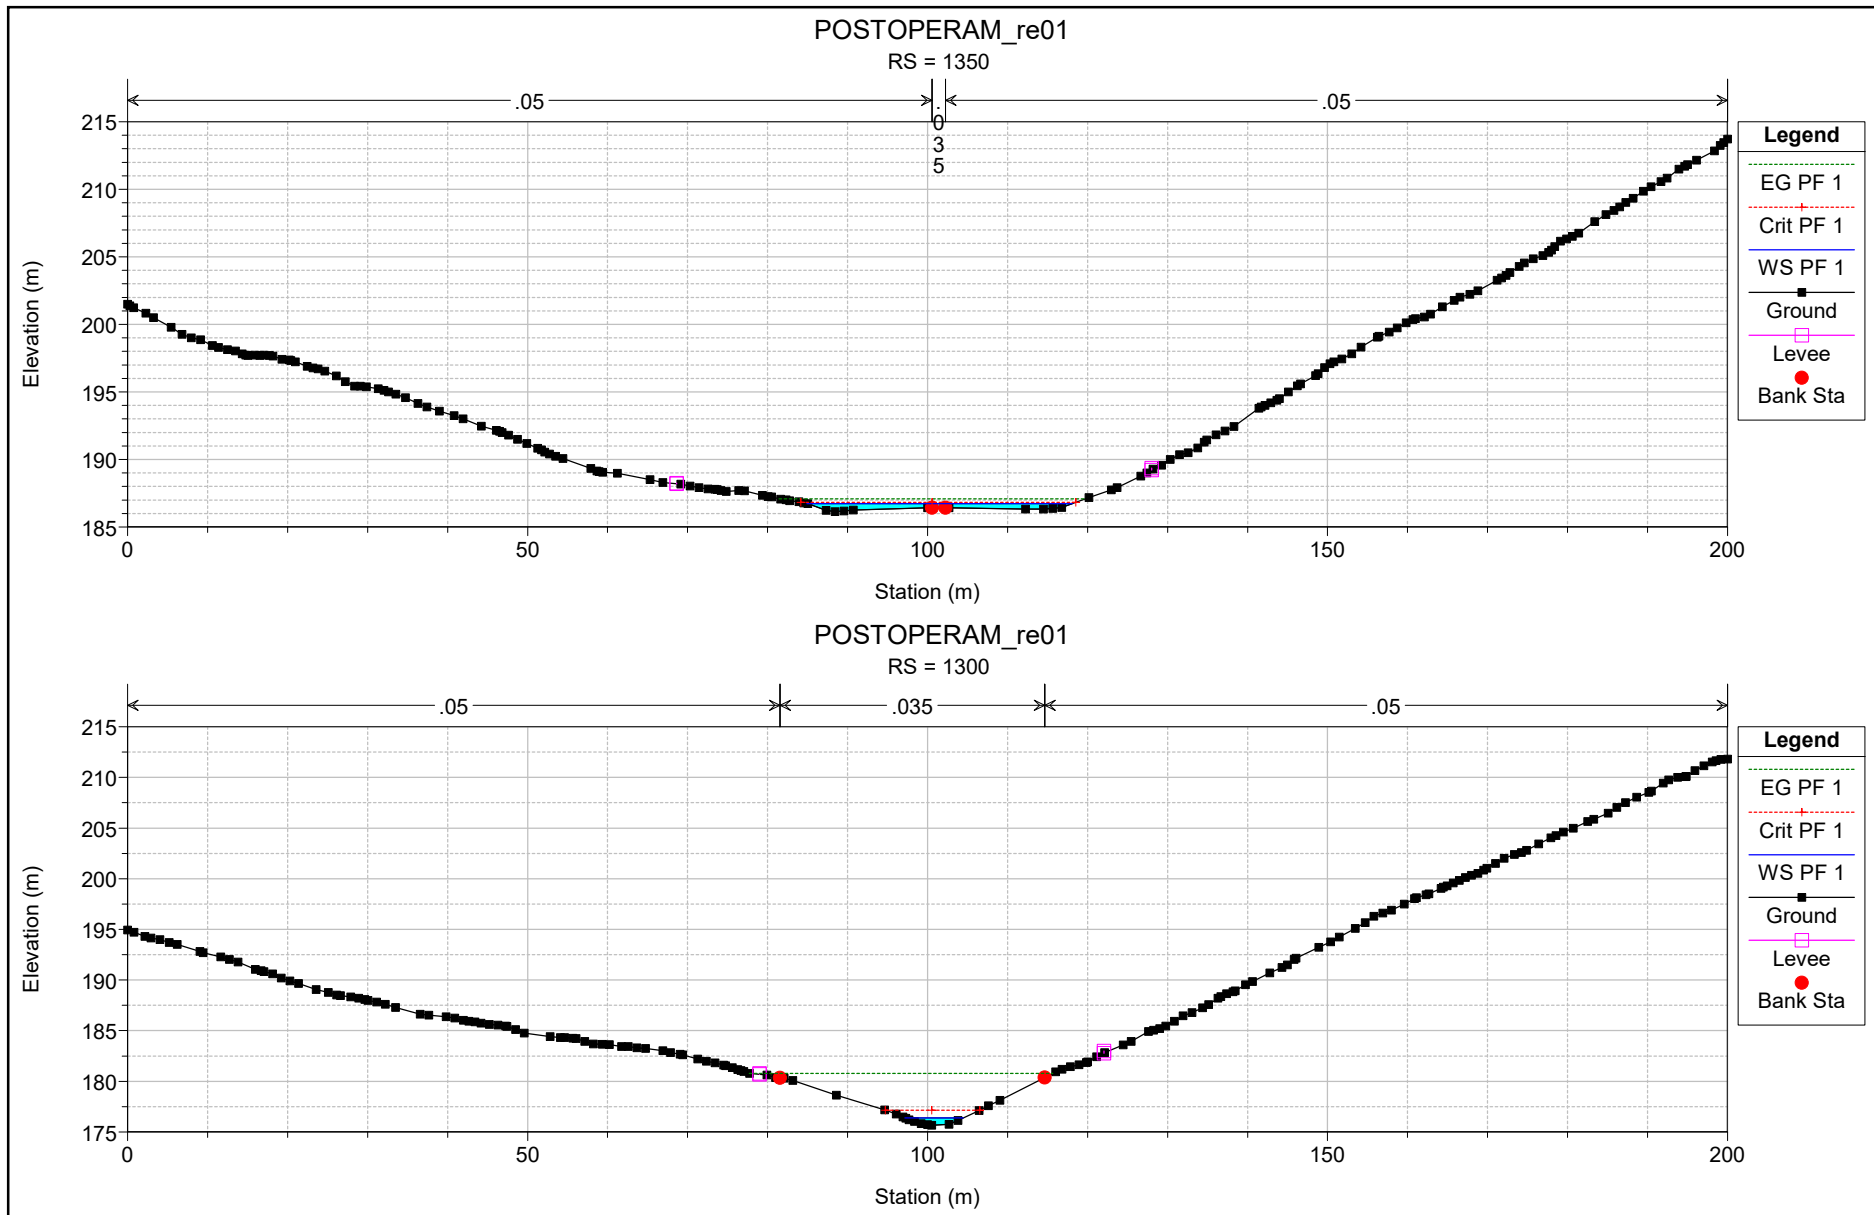 POSTOPERAM_re01
RS = 1350
.05
.035
.05
215
210
205
200
195
190
185
Elevation (m)
0
50
100
150
200
Station (m)
Legend
EG PF 1
Crit PF 1
WS PF 1
Ground
Levee
Bank Sta
POSTOPERAM_re01
RS = 1300
.05
.035
.05
215
210
205
200
195
190
185
180
175
Elevation (m)
0
50
100
150
200
Station (m)
Legend
EG PF 1
Crit PF 1
WS PF 1
Ground
Levee
Bank Sta